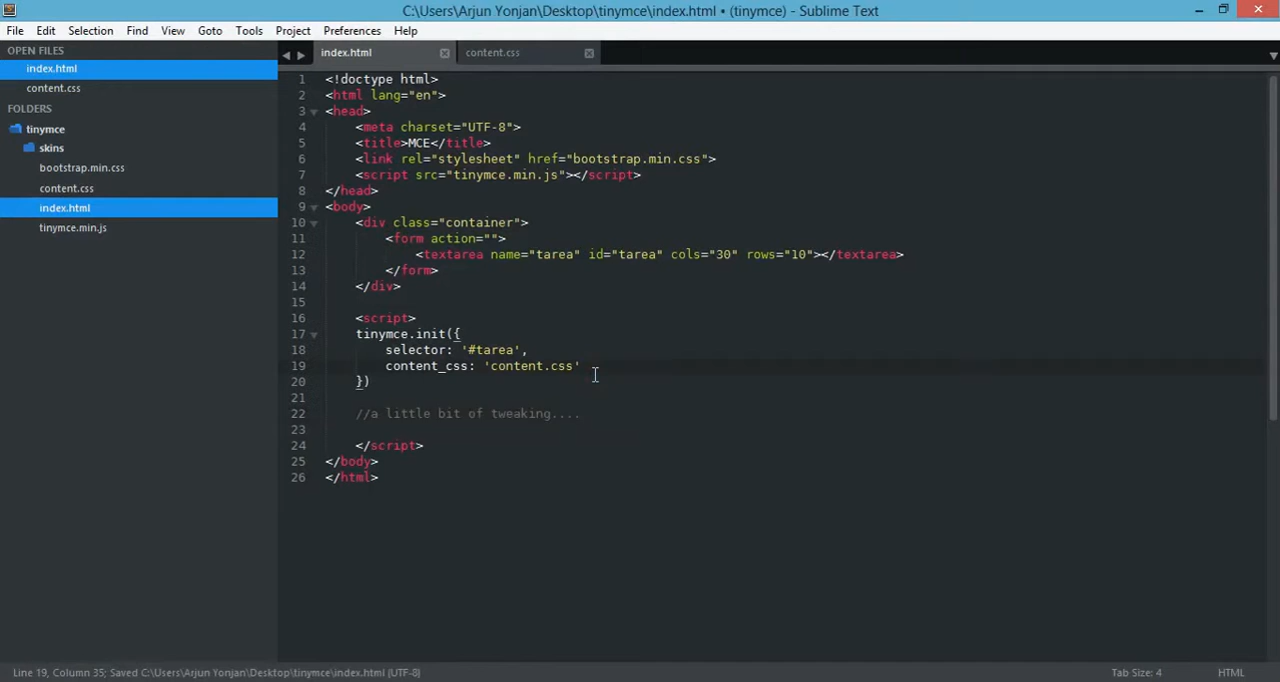 C:\Users\Arjun Yonjan\Desktop\tinymce\index.html • (tinymce) - Sublime Text
File Edit Selection Find View Goto Tools Project Preferences Help
OPEN FILES
index.html
content.css
FOLDERS
tinymce
skins
bootstrap.min.css
content.css
index.html
tinymce.min.js
index.html content.css
1 <!doctype html>
2 <html lang="en">
3 <head>
4 <meta charset="UTF-8">
5 <title>MCE</title>
6 <link rel="stylesheet" href="bootstrap.min.css">
7 <script src="tinymce.min.js"></script>
8 </head>
9 <body>
10 <div class="container">
11 <form action="">
12 <textarea name="tarea" id="tarea" cols="30" rows="10"></textarea>
13 </form>
14 </div>
15
16 <script>
17 tinymce.init({
18 selector: '#tarea',
19 content_css: 'content.css'
20 })
21
22 //a little bit of tweaking....
23
24 </script>
25 </body>
26 </html>
Line 19, Column 35; Saved C:\Users\Arjun Yonjan\Desktop\tinymce\index.html (UTF-8) Tab Size: 4 HTML